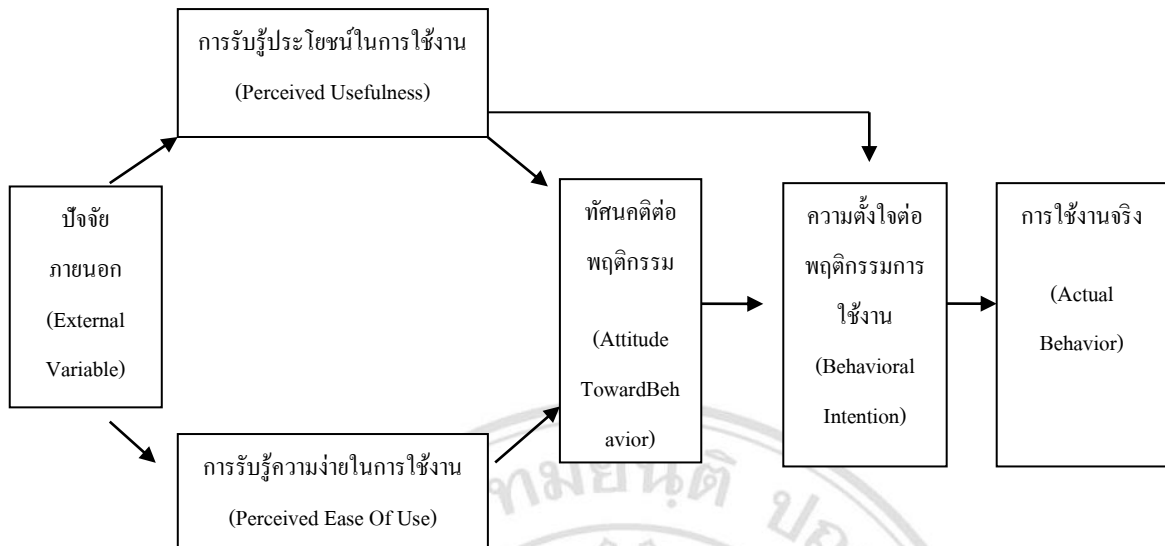 การรับรู้ประโยชน์ในการใช้งาน
(Perceived Usefulness)
ปัจจัย
ภายนอก
(External
Variable)
ทัศนคติต่อ
พฤติกรรม
(Attitude
TowardBeh
avior)
ความตั้งใจต่อ
พฤติกรรมการ
ใช้งาน
(Behavioral
Intention)
การใช้งานจริง
(Actual
Behavior)
การรับรู้ความง่ายในการใช้งาน
(Perceived Ease Of Use)